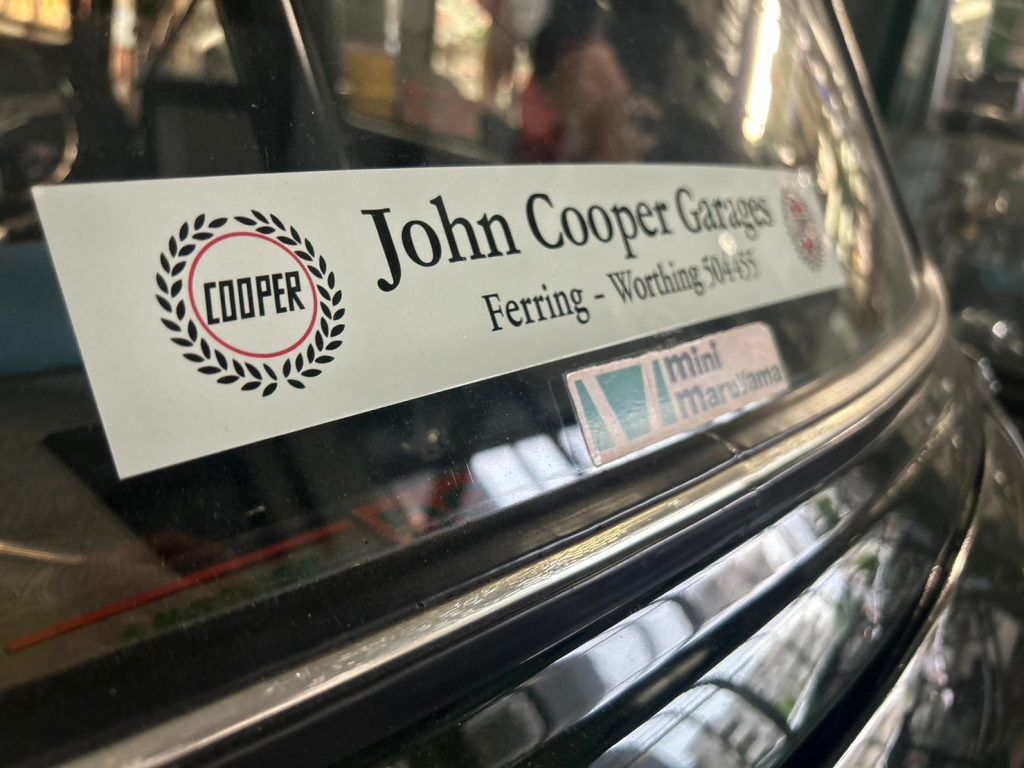 COOPER
John Cooper Garages
Ferring - Worthing 504455
mini
maruyama